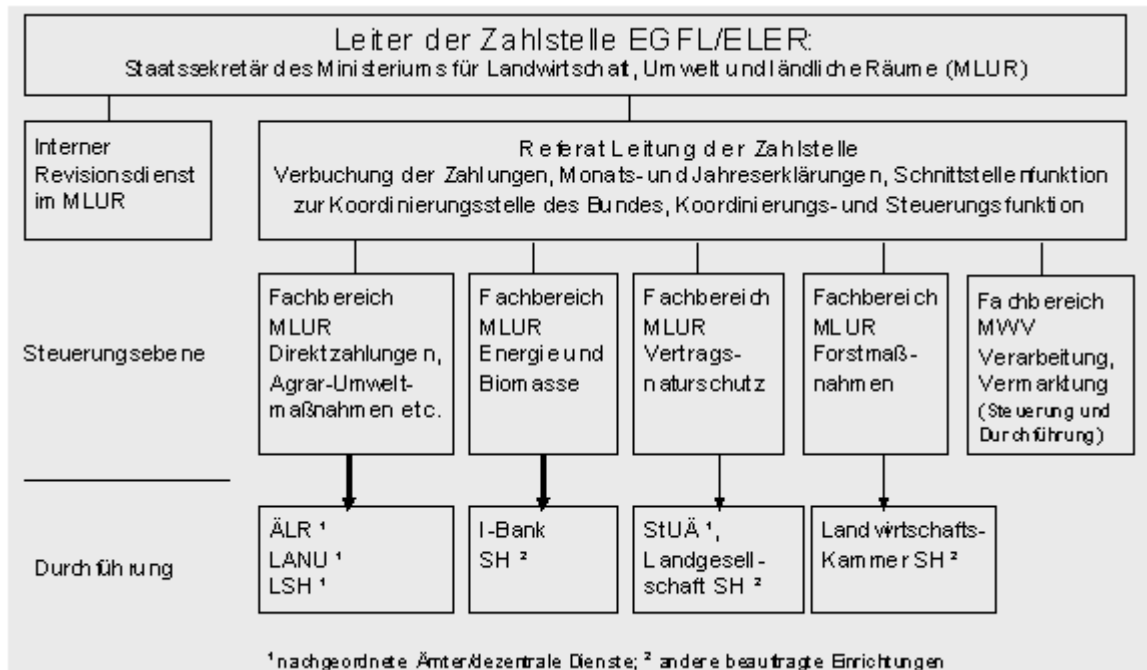 Leiter der Zahlstelle EGFL/ELER:
Staatssekretär des Ministeriums für Landwirtschaft, Umwelt und ländliche Räume (MLUR)
Interner
Revisionsdienst
im MLUR
Referat Leitung der Zahlstelle
Verbuchung der Zahlungen, Monats- und Jahreserklärungen, Schnittstellenfunktion
zur Koordinierungsstelle des Bundes, Koordinierungs- und Steuerungsfunktion
Steuerungsebene
Fachbereich
MLUR
Direktzahlungen,
Agrar-Umwelt-
maßnahmen etc.
Fachbereich
MLUR
Energie und
Biomasse
Fachbereich
MLUR
Vertrags-
naturschutz
Fachbereich
MLUR
Forstmaß-
nahmen
Fachbereich
MWV
Verarbeitung,
Vermarktung
(Steuerung und
Durchführung)
Durchführung
ÄLR ¹
LANU ¹
LSH ¹
I-Bank
SH ²
StUÄ ¹,
Landgesell-
schaft SH ²
Landwirtschafts-
Kammer SH ²
¹ nachgeordnete Ämter/dezentrale Dienste; ² andere beauftragte Einrichtungen